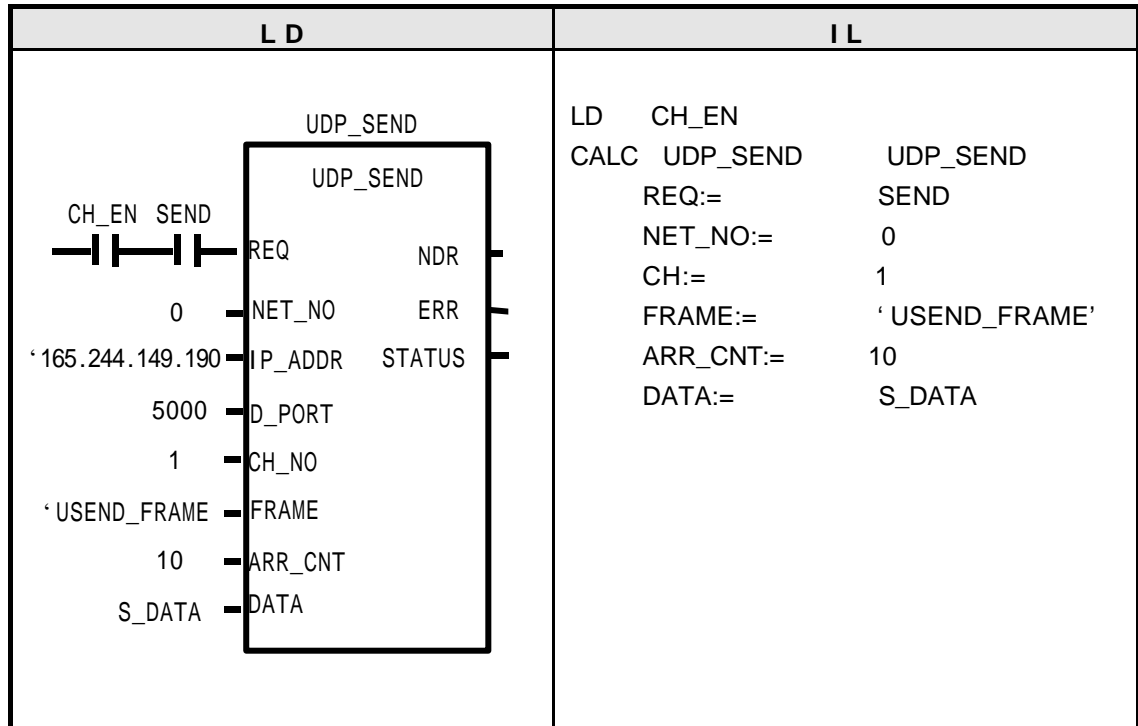 L D
I L
UDP_SEND
UDP_SEND
CH_EN SEND
REQ NDR
0 NET_NO ERR
‘165.244.149.190 IP_ADDR STATUS
5000 D_PORT
1 CH_NO
‘USEND_FRAME FRAME
10 ARR_CNT
S_DATA DATA
LD CH_EN
CALC UDP_SEND UDP_SEND
REQ:= SEND
NET_NO:= 0
CH:= 1
FRAME:= ‘USEND_FRAME’
ARR_CNT:= 10
DATA:= S_DATA